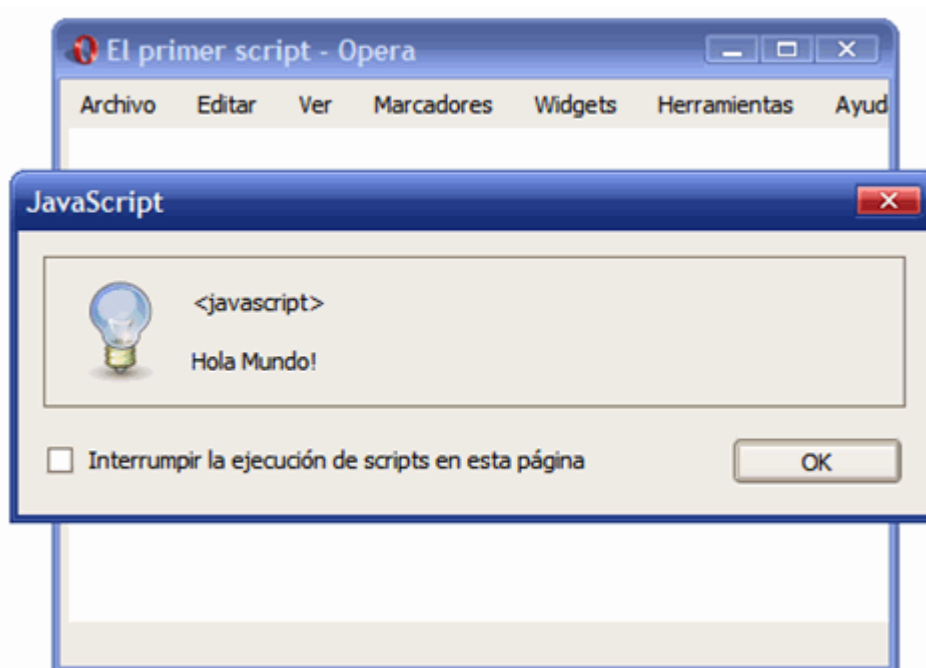 El primer script - Opera
Archivo Editar Ver Marcadores Widgets Herramientas Ayud
JavaScript
<javascript>
Hola Mundo!
Interrumpir la ejecución de scripts en esta página
OK